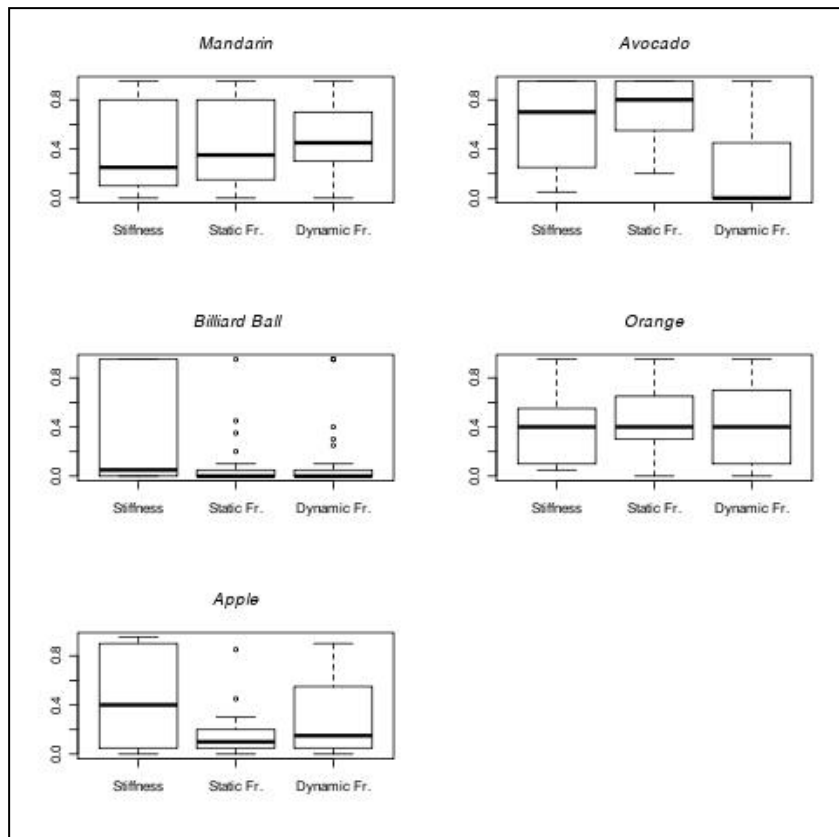 Mandarin
0.0 0.4 0.8
Stiffness Static Fr. Dynamic Fr.
Avocado
0.0 0.4 0.8
Stiffness Static Fr. Dynamic Fr.
Billiard Ball
0.0 0.4 0.8
Stiffness Static Fr. Dynamic Fr.
Orange
0.0 0.4 0.8
Stiffness Static Fr. Dynamic Fr.
Apple
0.0 0.4 0.8
Stiffness Static Fr. Dynamic Fr.